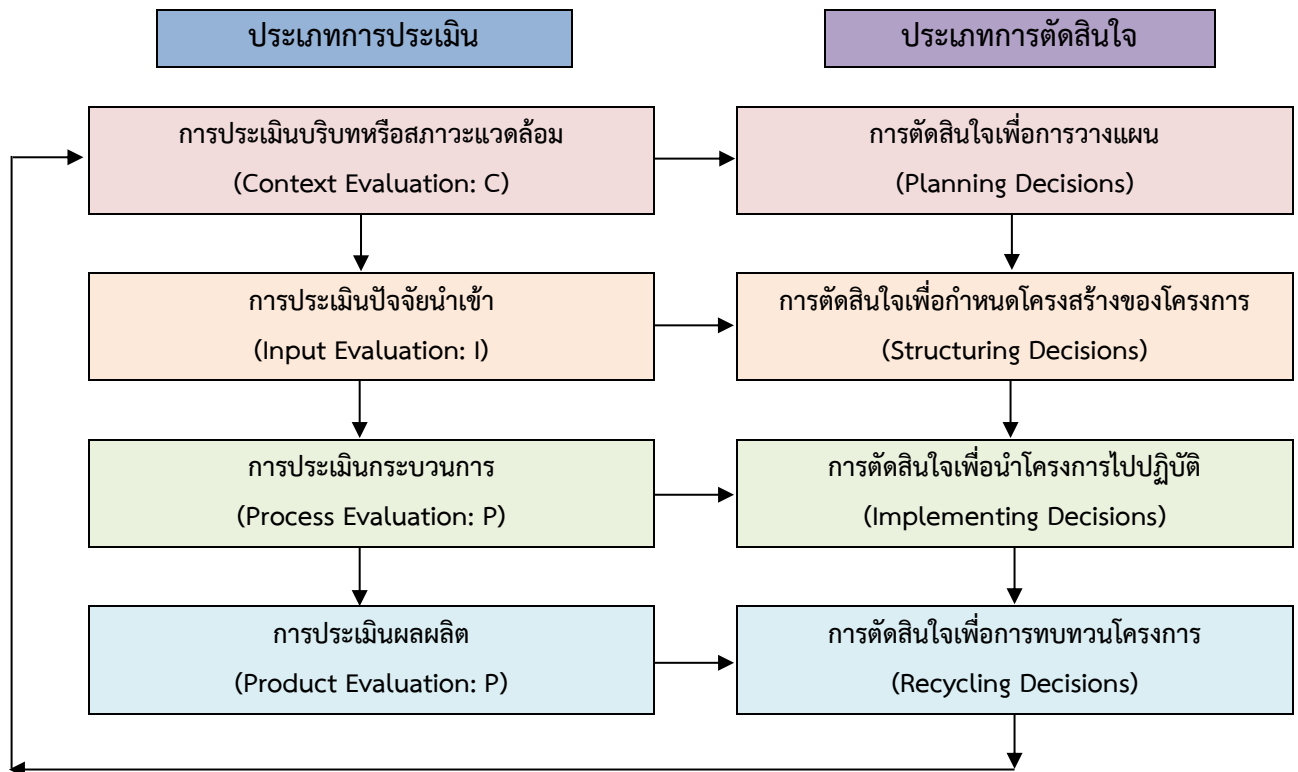 ประเภทการประเมิน
ประเภทการตัดสินใจ
การประเมินบริบทหรือสภาวะแวดล้อม
(Context Evaluation: C)
การตัดสินใจเพื่อการวางแผน
(Planning Decisions)
การประเมินปัจจัยนำเข้า
(Input Evaluation: I)
การตัดสินใจเพื่อกำหนดโครงสร้างของโครงการ
(Structuring Decisions)
การประเมินกระบวนการ
(Process Evaluation: P)
การตัดสินใจเพื่อนำโครงการไปปฏิบัติ
(Implementing Decisions)
การประเมินผลผลิต
(Product Evaluation: P)
การตัดสินใจเพื่อการทบทวนโครงการ
(Recycling Decisions)